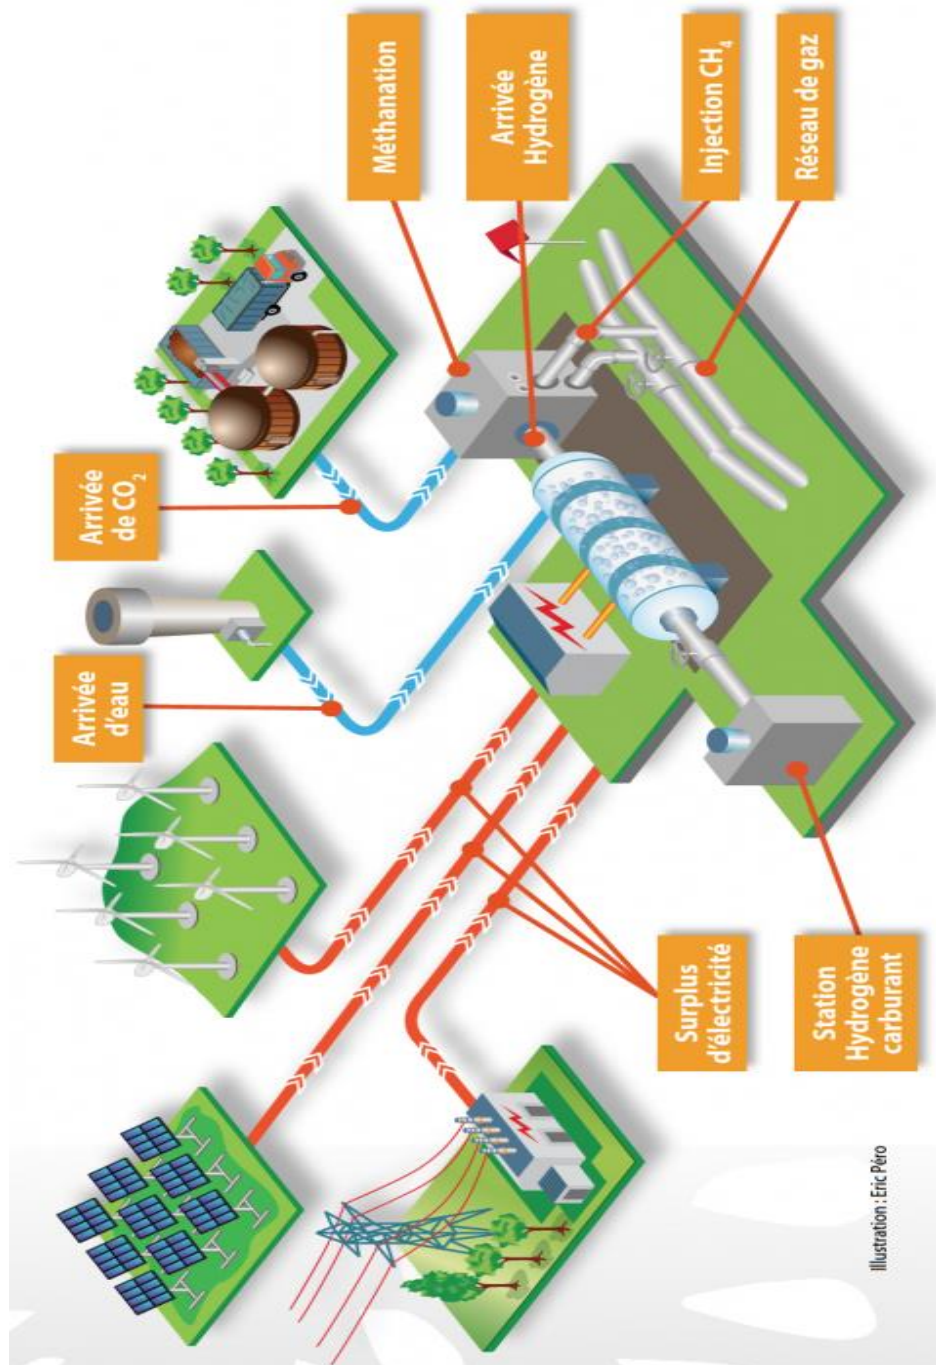 Arrivée
d'eau
Arrivée
de CO₂
Méthanation
Arrivée
Hydrogène
Injection CH₄
Réseau de gaz
Surplus
d'électricité
Station
Hydrogène
carburant
Illustration : Eric Péro